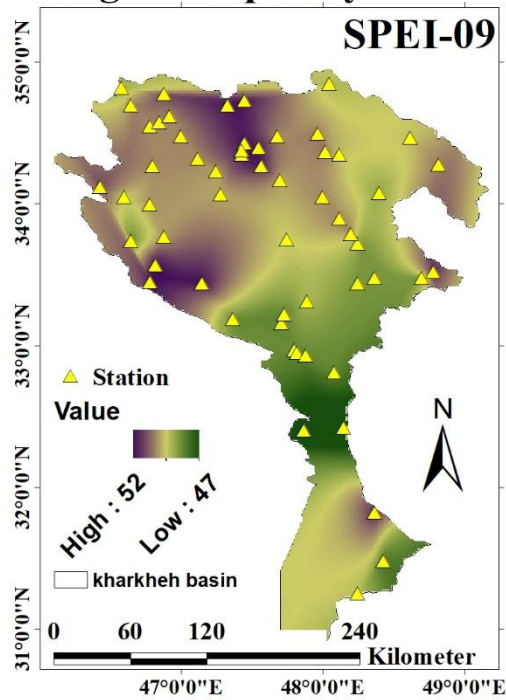 SPEI-09
35°0'0"N
34°0'0"N
33°0'0"N
32°0'0"N
31°0'0"N
Station
Value
High : 52
Low : 47
kharkheh basin
N
0 60 120 240
Kilometer
47°0'0"E 48°0'0"E 49°0'0"E